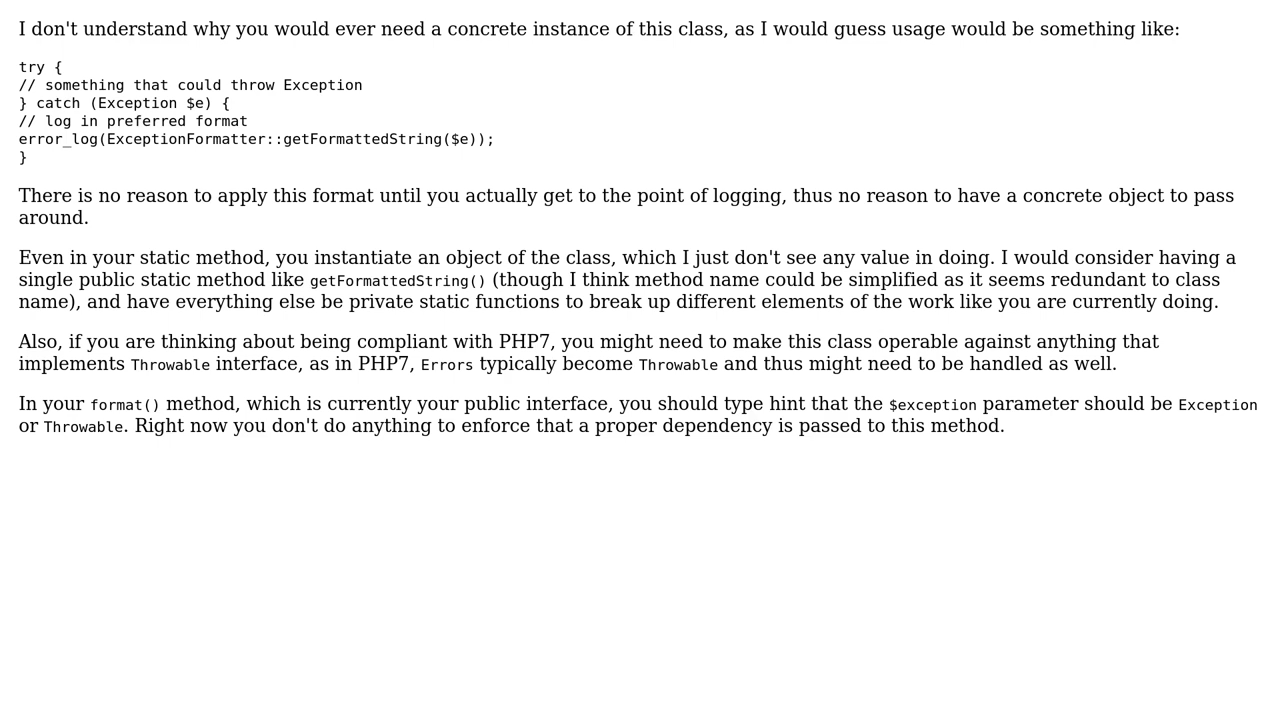 I don't understand why you would ever need a concrete instance of this class, as I would guess usage would be something like:
try {
// something that could throw Exception
} catch (Exception $e) {
// log in preferred format
error_log(ExceptionFormatter::getFormattedString($e));
}
There is no reason to apply this format until you actually get to the point of logging, thus no reason to have a concrete object to pass
around.
Even in your static method, you instantiate an object of the class, which I just don't see any value in doing. I would consider having a
single public static method like getFormattedString() (though I think method name could be simplified as it seems redundant to class
name), and have everything else be private static functions to break up different elements of the work like you are currently doing.
Also, if you are thinking about being compliant with PHP7, you might need to make this class operable against anything that
implements Throwable interface, as in PHP7, Errors typically become Throwable and thus might need to be handled as well.
In your format() method, which is currently your public interface, you should type hint that the $exception parameter should be Exception
or Throwable. Right now you don't do anything to enforce that a proper dependency is passed to this method.